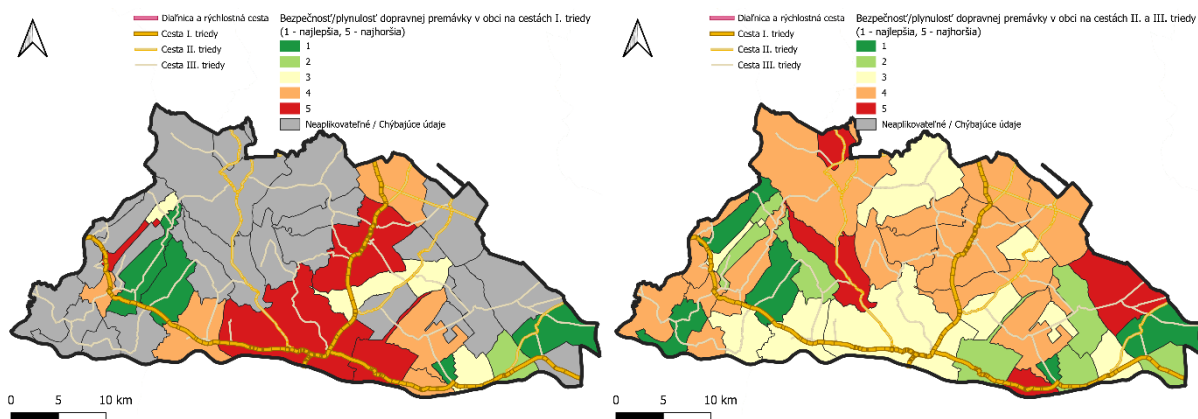 Diaľnica a rýchlostná cesta
Cesta I. triedy
Cesta II. triedy
Cesta III. triedy
Bezpečnosť/plynulosť dopravnej premávky v obci na cestách I. triedy
(1 - najlepšia, 5 - najhoršia)
1
2
3
4
5
Neaplikovateľné / Chýbajúce údaje
0 5 10 km
Diaľnica a rýchlostná cesta
Cesta I. triedy
Cesta II. triedy
Cesta III. triedy
Bezpečnosť/plynulosť dopravnej premávky v obci na cestách II. a III. triedy
(1 - najlepšia, 5 - najhoršia)
1
2
3
4
5
Neaplikovateľné / Chýbajúce údaje
0 5 10 km